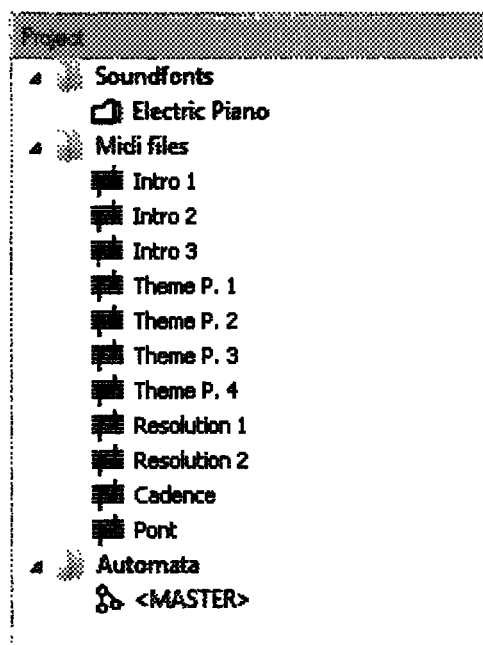 Project
Soundfonts
Electric Piano
Midi files
Intro 1
Intro 2
Intro 3
Theme P. 1
Theme P. 2
Theme P. 3
Theme P. 4
Resolution 1
Resolution 2
Cadence
Pont
Automata
<MASTER>